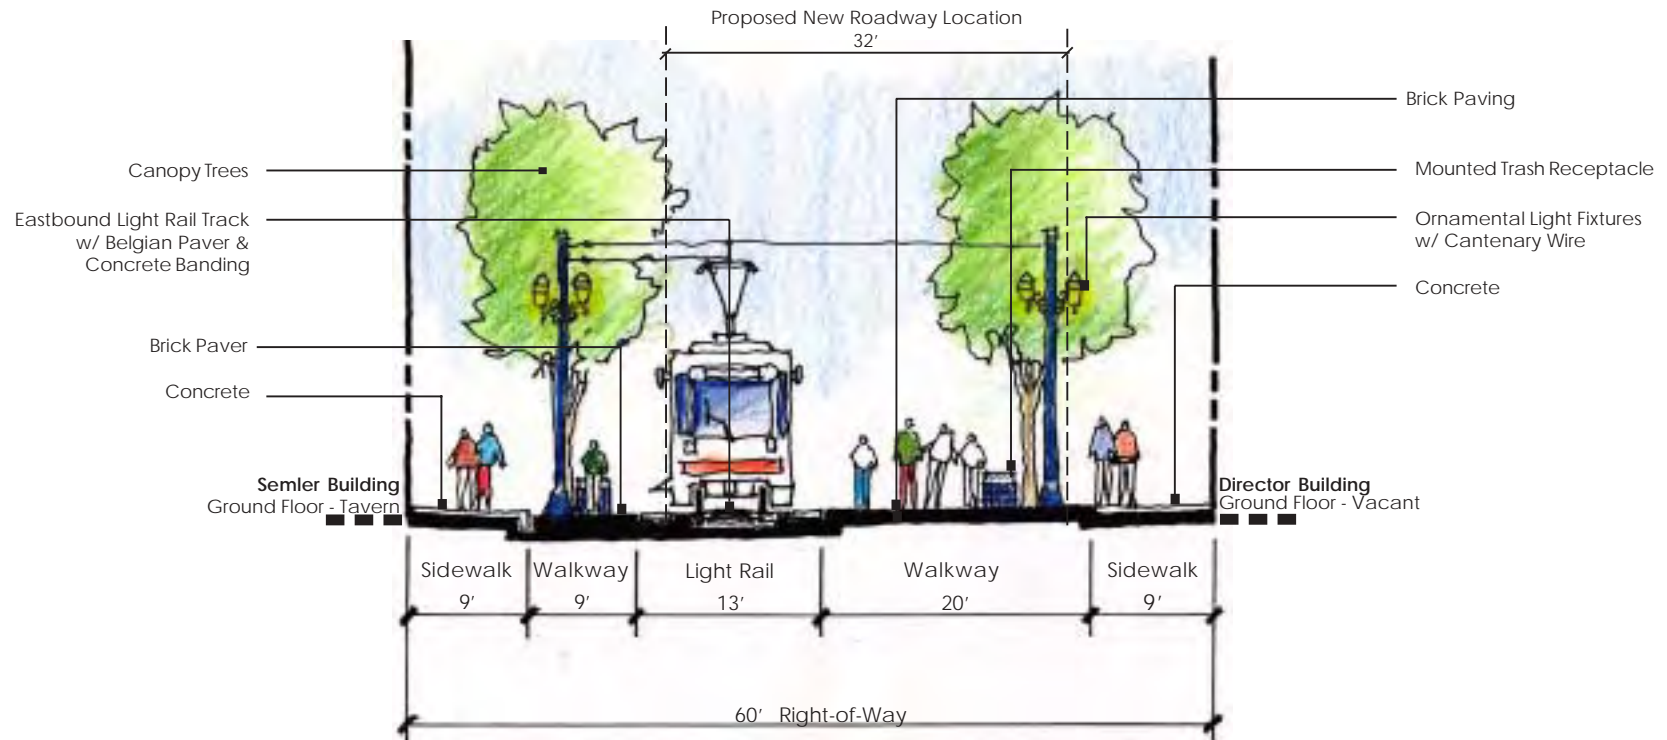 Proposed New Roadway Location
32'
Brick Paving
Canopy Trees
Mounted Trash Receptacle
Eastbound Light Rail Track
w/ Belgian Paver &
Concrete Banding
Ornamental Light Fixtures
w/ Cantenary Wire
Concrete
Brick Paver
Concrete
Semler Building
Ground Floor - Tavern
Director Building
Ground Floor - Vacant
Sidewalk
9'
Walkway
9'
Light Rail
13'
Walkway
20'
Sidewalk
9'
60' Right-of-Way